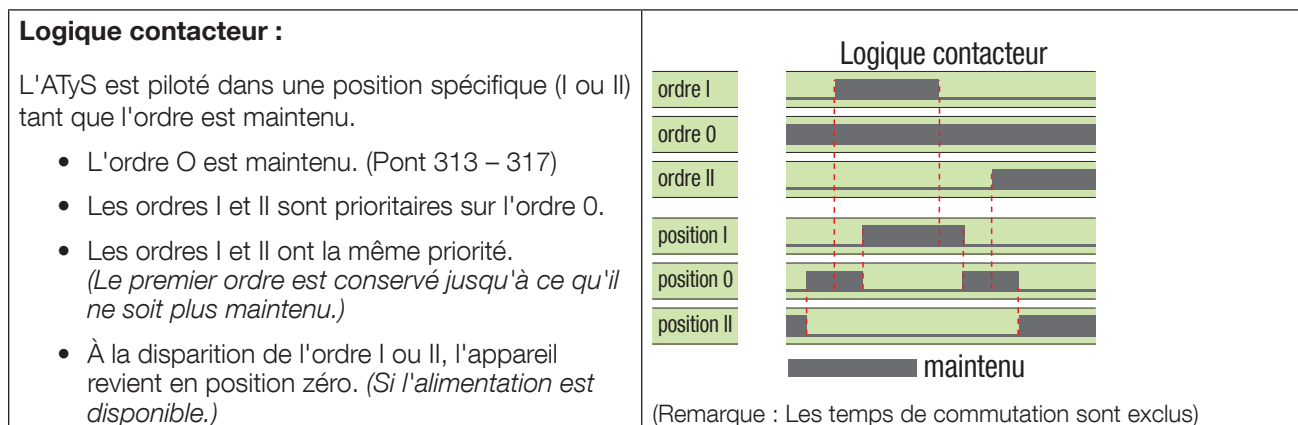 Logique contacteur :
L'ATyS est piloté dans une position spécifique (I ou II)
tant que l'ordre est maintenu.
• L'ordre O est maintenu. (Pont 313 – 317)
• Les ordres I et II sont prioritaires sur l'ordre 0.
• Les ordres I et II ont la même priorité.
(Le premier ordre est conservé jusqu'à ce qu'il
ne soit plus maintenu.)
• À la disparition de l'ordre I ou II, l'appareil
revient en position zéro. (Si l'alimentation est
disponible.)
Logique contacteur
ordre I
ordre 0
ordre II
position I
position 0
position II
maintenu
(Remarque : Les temps de commutation sont exclus)